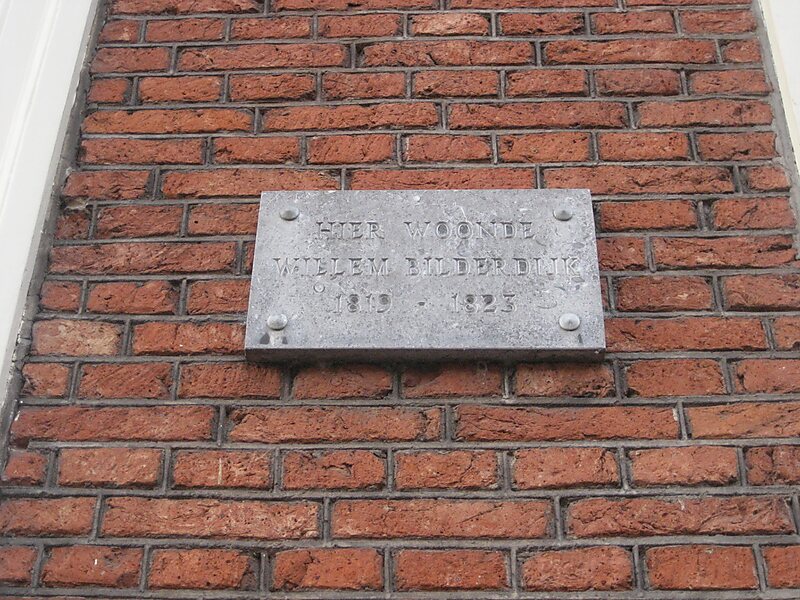 HIER WOONDE
WILLEM BILDERDIJK
1819 - 1823